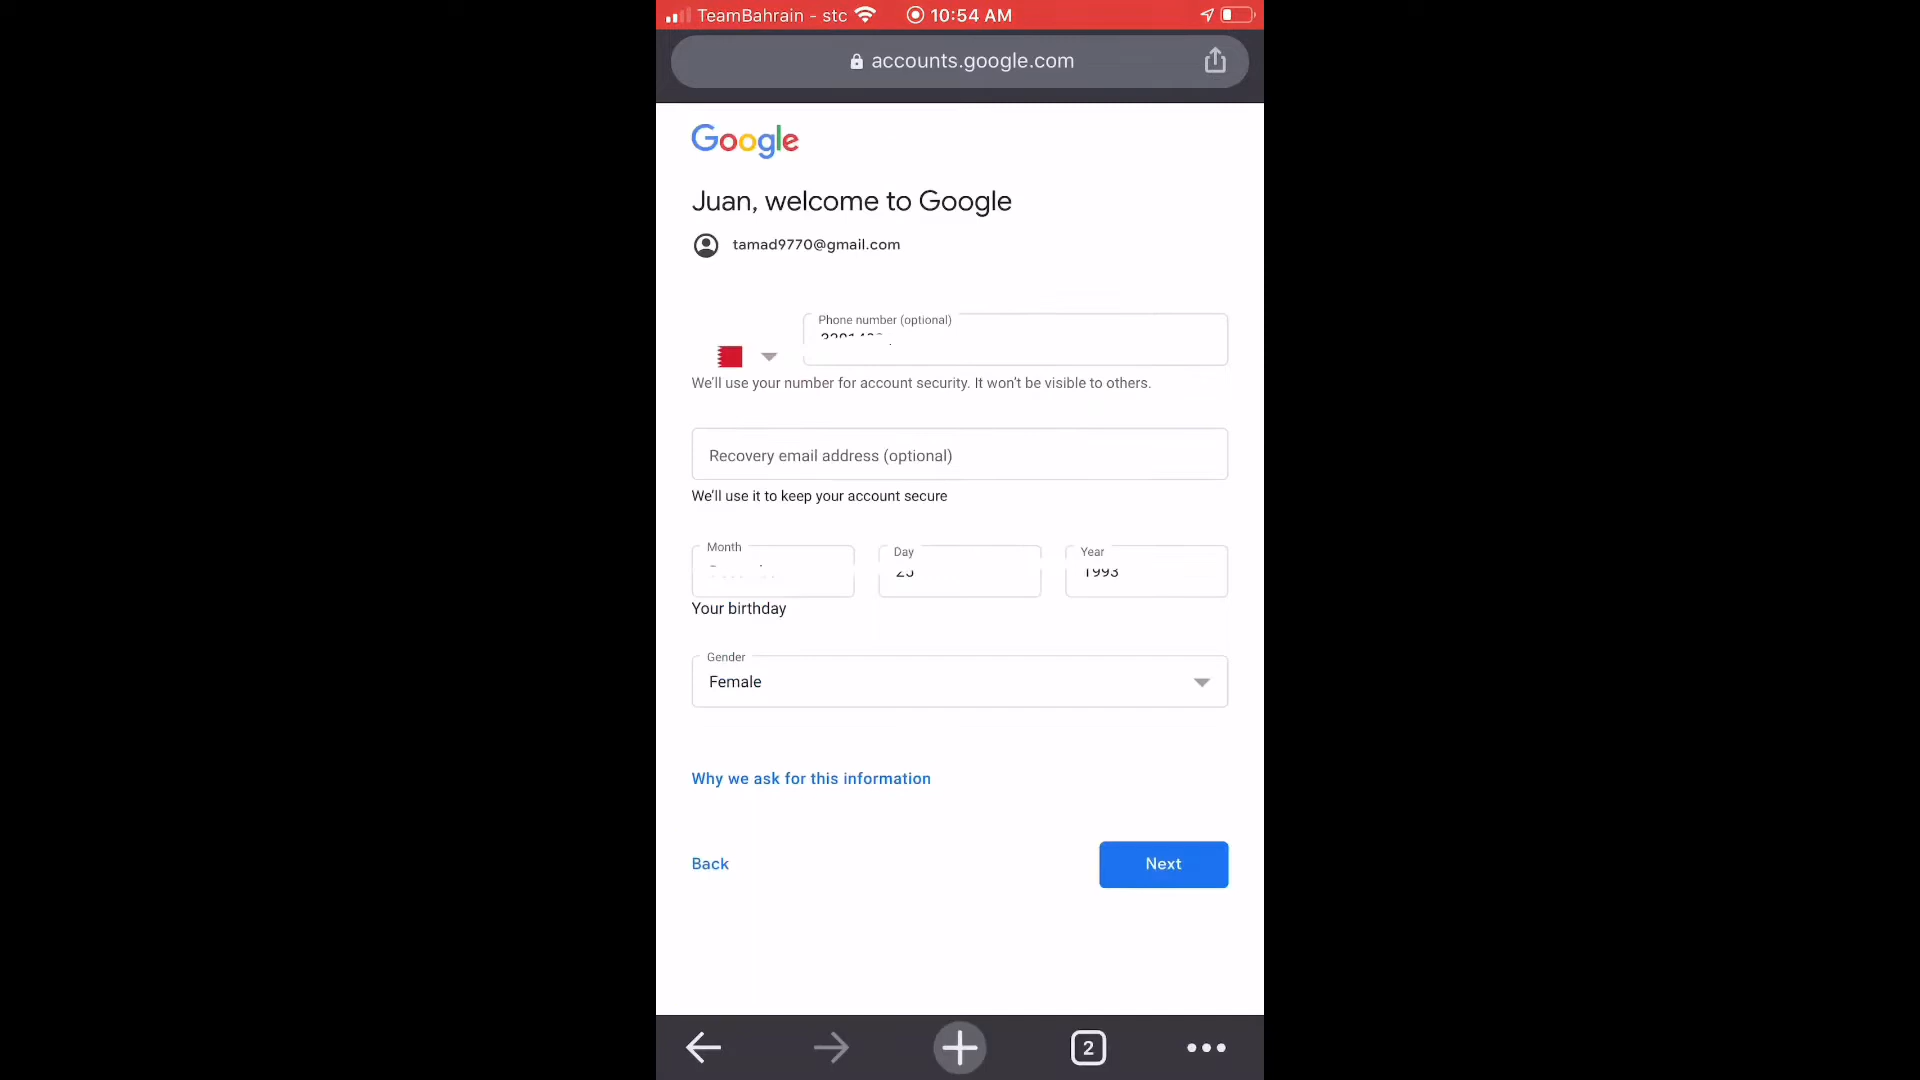 TeamBahrain - stc 10:54 AM
accounts.google.com
Google
Juan, welcome to Google
tamad9770@gmail.com
Phone number (optional)
We'll use your number for account security. It won't be visible to others.
Recovery email address (optional)
We'll use it to keep your account secure
Month Day Year
25 1993
Your birthday
Gender
Female
Why we ask for this information
Back Next
2